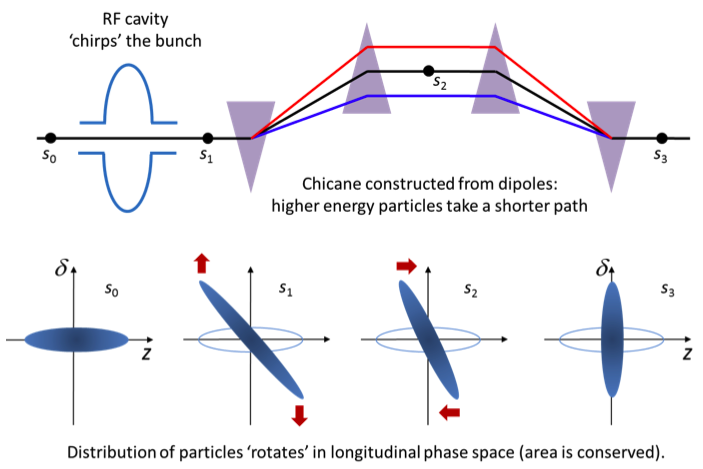 RF cavity
‘chirps’ the bunch
s0
s1
s2
s3
Chicane constructed from dipoles:
higher energy particles take a shorter path
δ
s0
z
s1
s2
δ
s3
z
Distribution of particles ‘rotates’ in longitudinal phase space (area is conserved).